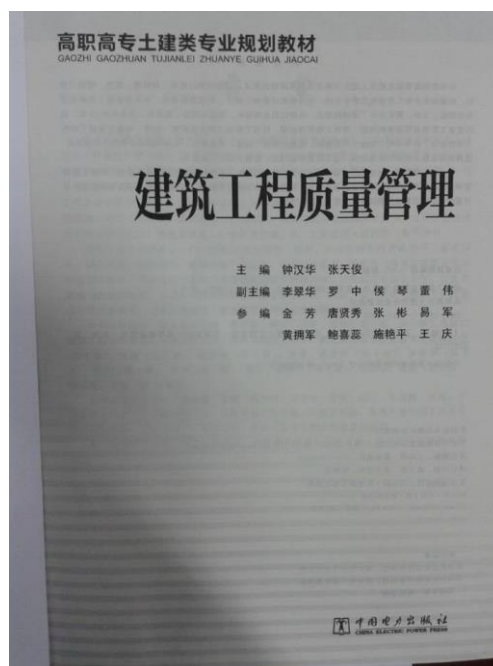 高职高专土建类专业规划教材
GAOZHI GAOZHUAN TUJIANLEI ZHUANYE GUIHUA JIAOCAI
建筑工程质量管理
主 编 钟汉华 张天俊
副主编 李翠华 罗 中 侯 琴 董 伟
参 编 金 芳 唐贤秀 张 彬 易 军
黄拥军 鲍喜蕊 施艳平 王 庆
中国电力出版社
CHINA ELECTRIC POWER PRESS